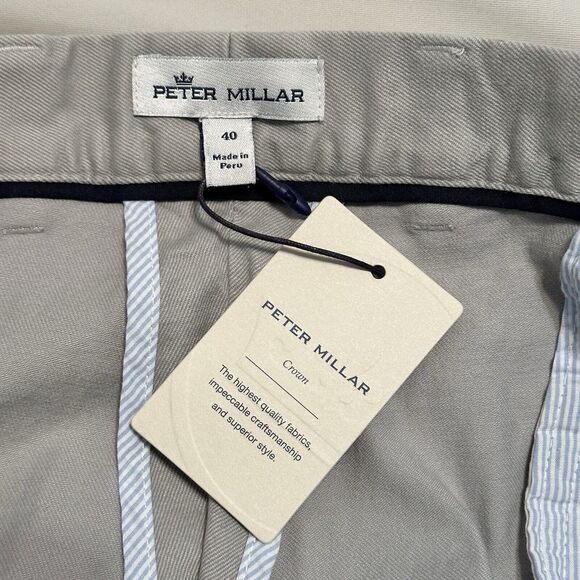 PETER MILLAR
40
Made in
Peru
PETER MILLAR
Crown
The highest quality fabrics,
impeccable craftsmanship
and superior style.